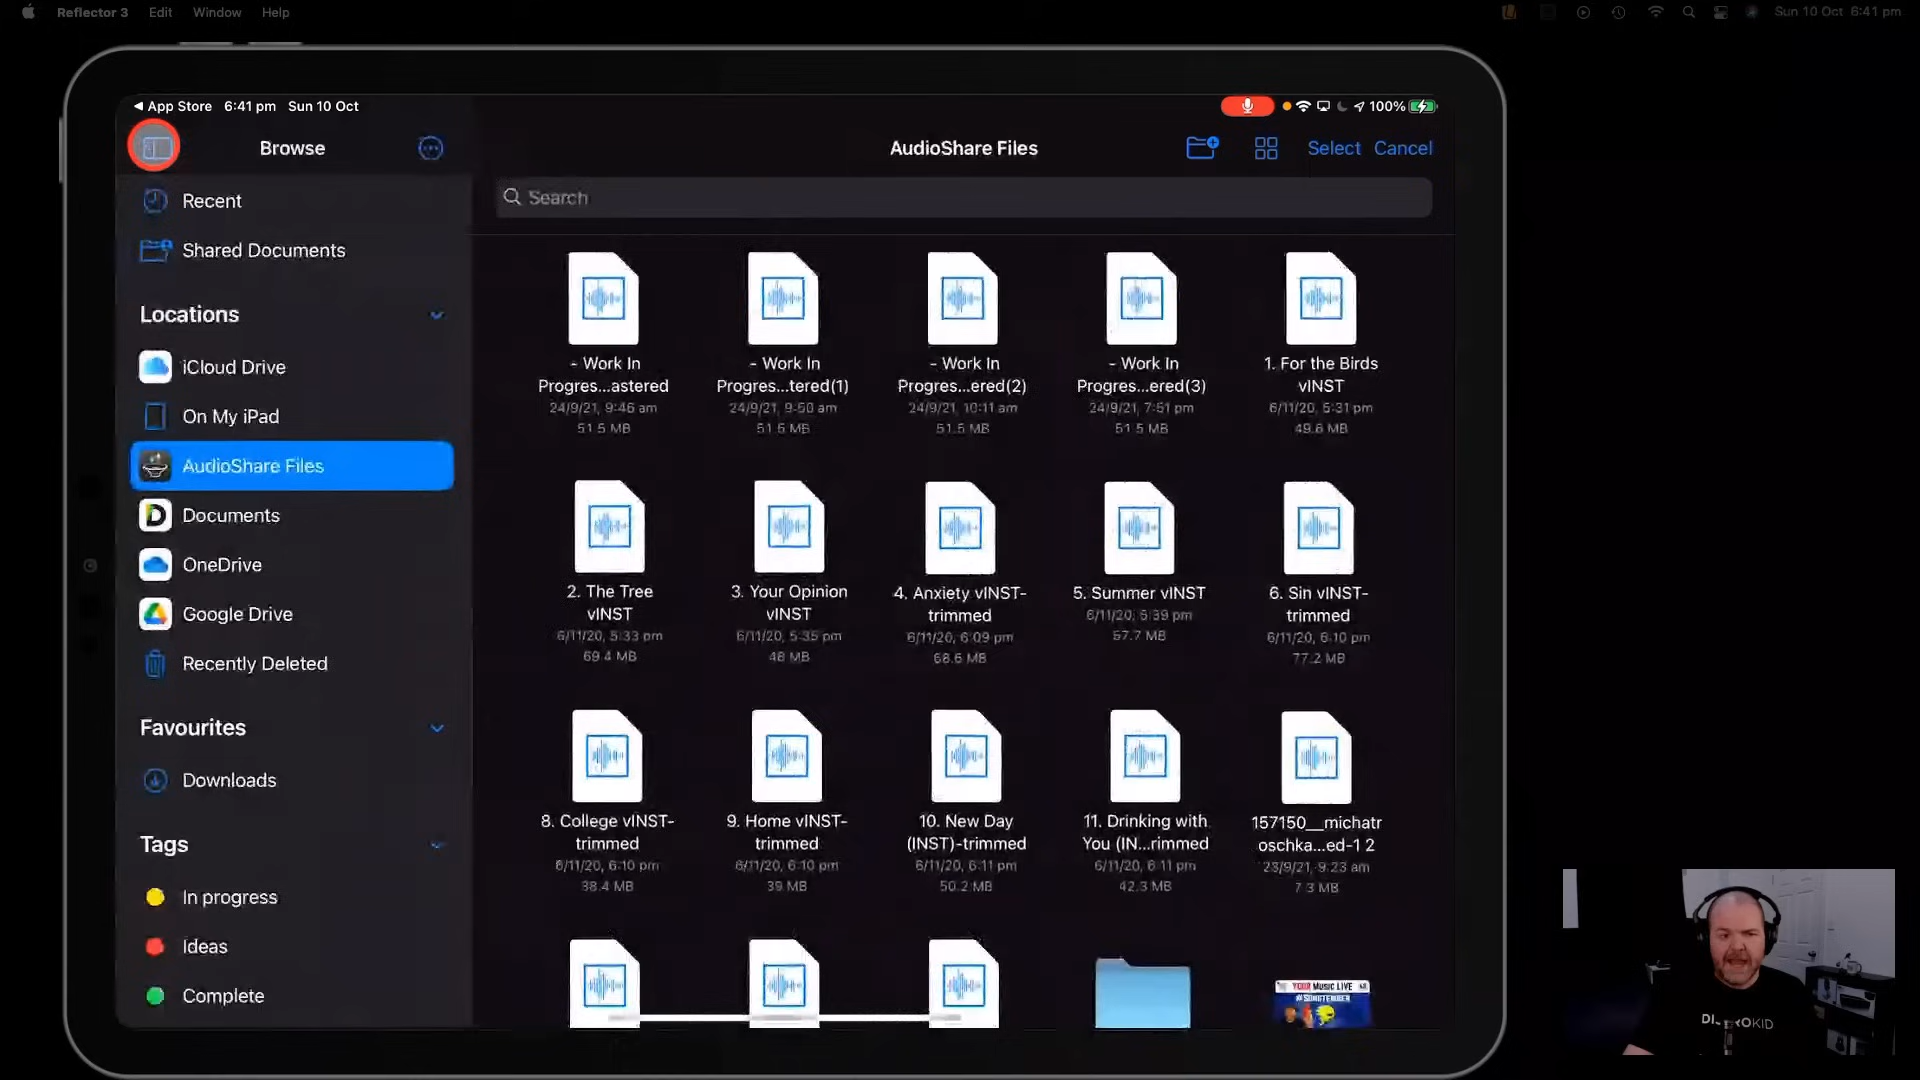 Reflector 3 Edit Window Help Sun 10 Oct 6:41 pm
App Store 6:41 pm Sun 10 Oct 100%
Browse AudioShare Files Select Cancel
Search
Recent
Shared Documents
Locations
iCloud Drive
On My iPad
AudioShare Files
Documents
OneDrive
Google Drive
Recently Deleted
Favourites
Downloads
Tags
In progress
Ideas
Complete
- Work In
Progres...astered
24/9/21, 9:46 am
51.5 MB
- Work In
Progres...tered(1)
24/9/21, 9:50 am
51.5 MB
- Work In
Progres...ered(2)
24/9/21, 10:11 am
51.5 MB
- Work In
Progres...ered(3)
24/9/21, 7:51 pm
51.5 MB
1. For the Birds
vINST
6/11/20, 5:31 pm
49.6 MB
2. The Tree
vINST
6/11/20, 5:33 pm
69.4 MB
3. Your Opinion
vINST
6/11/20, 5:35 pm
48 MB
4. Anxiety vINST-
trimmed
6/11/20, 6:09 pm
68.6 MB
5. Summer vINST
6/11/20, 5:39 pm
57.7 MB
6. Sin vINST-
trimmed
6/11/20, 6:10 pm
77.2 MB
8. College vINST-
trimmed
6/11/20, 6:10 pm
38.4 MB
9. Home vINST-
trimmed
6/11/20, 6:10 pm
39 MB
10. New Day
(INST)-trimmed
6/11/20, 6:11 pm
50.2 MB
11. Drinking with
You (IN...rimmed
6/11/20, 6:11 pm
42.3 MB
157150__michatr
oschka...ed-1 2
23/9/21, 9:23 am
7.3 MB
YOUR MUSIC LIVE
#SONGTEMBER